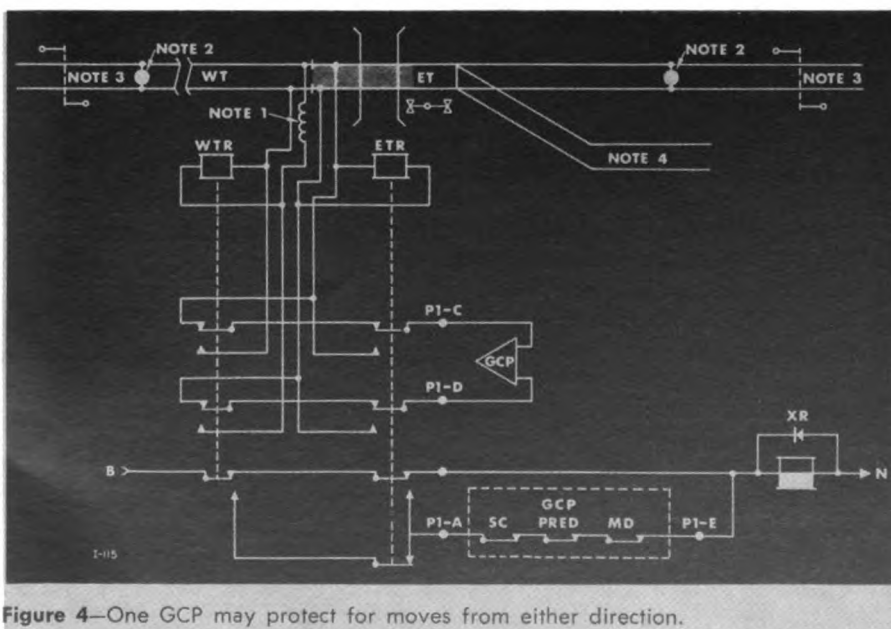 NOTE 2
NOTE 2
NOTE 3
WT
ET
NOTE 3
NOTE 1
WTR
ETR
NOTE 4
P1-C
GCP
P1-D
XR
B
N
GCP
P1-A
SC
PRED
MD
P1-E
I-115
Figure 4—One GCP may protect for moves from either direction.